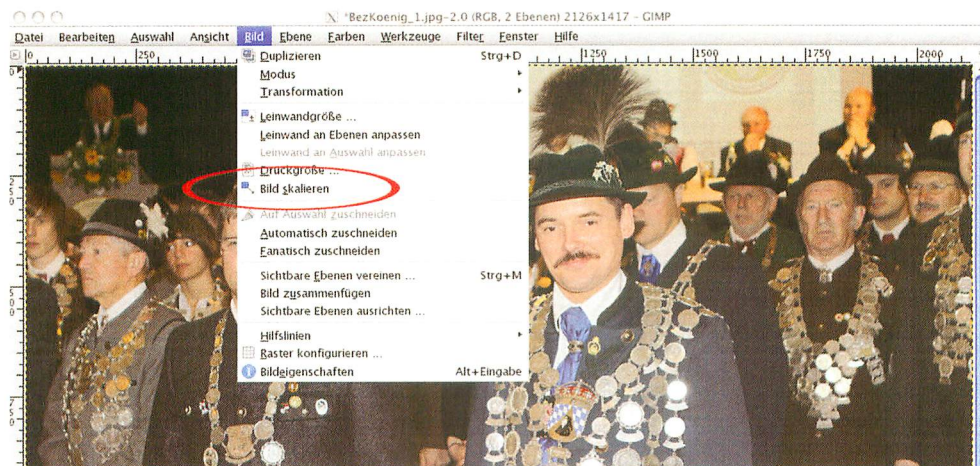 *BezKoenig_1.jpg-2.0 (RGB, 2 Ebenen) 2126x1417 - GIMP
Datei Bearbeiten Auswahl Ansicht Bild Ebene Farben Werkzeuge Filter Fenster Hilfe
0 250 1250 1500 1750 2000
Duplizieren Strg+D
Modus
Transformation
Leinwandgröße ...
Leinwand an Ebenen anpassen
Leinwand an Auswahl anpassen
Druckgröße ...
Bild skalieren
Auf Auswahl zuschneiden
Automatisch zuschneiden
Fanatisch zuschneiden
Sichtbare Ebenen vereinen ... Strg+M
Bild zusammenfügen
Sichtbare Ebenen ausrichten ...
Hilfslinien
Raster konfigurieren ...
Bildeigenschaften Alt+Eingabe